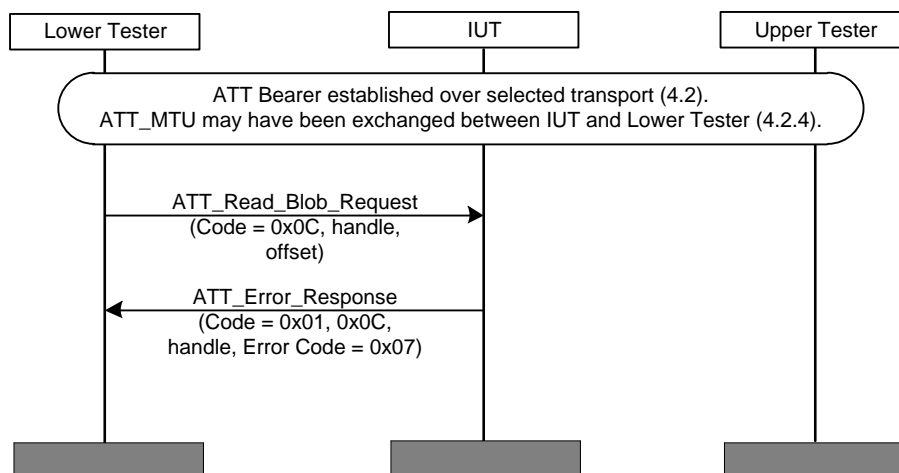 Lower Tester
IUT
Upper Tester
ATT Bearer established over selected transport (4.2).
ATT_MTU may have been exchanged between IUT and Lower Tester (4.2.4).
ATT_Read_Blob_Request
(Code = 0x0C, handle,
offset)
ATT_Error_Response
(Code = 0x01, 0x0C,
handle, Error Code = 0x07)